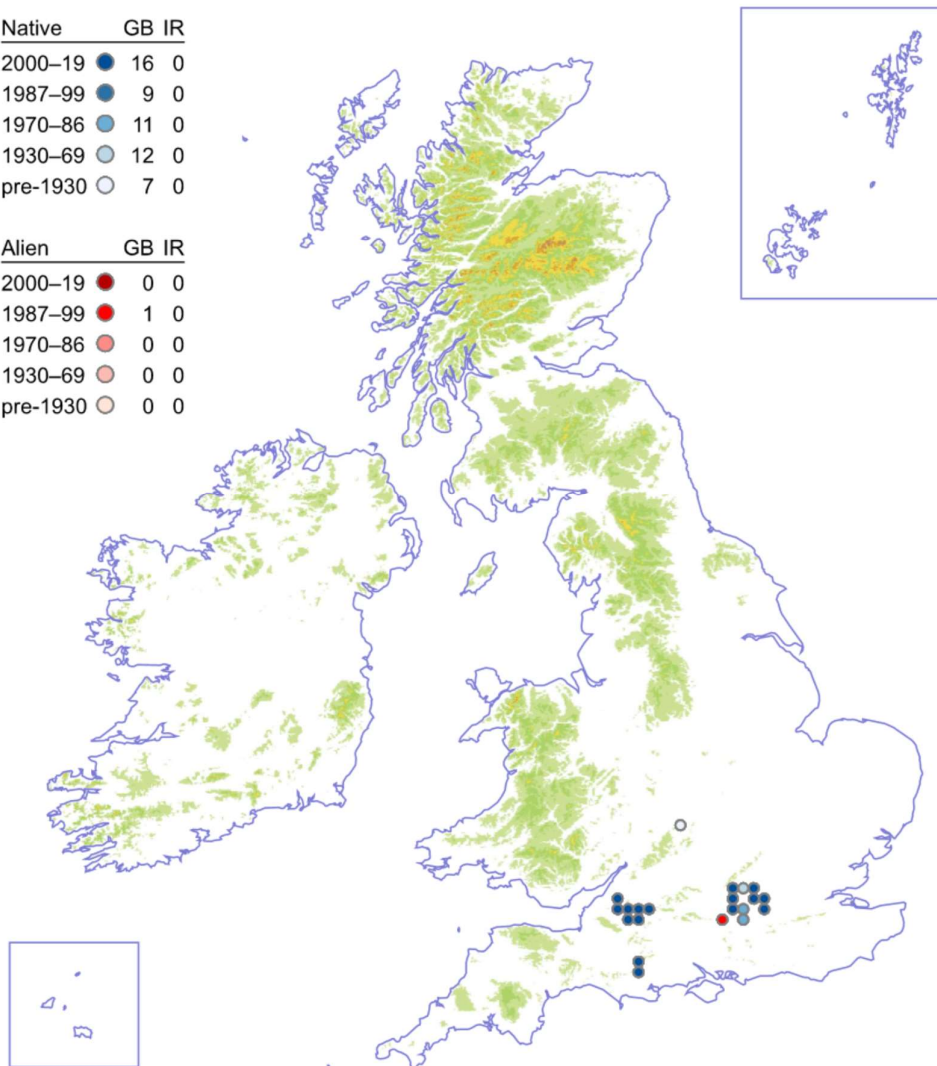 Native GB IR
2000–19 16 0
1987–99 9 0
1970–86 11 0
1930–69 12 0
pre-1930 7 0
Alien GB IR
2000–19 0 0
1987–99 1 0
1970–86 0 0
1930–69 0 0
pre-1930 0 0